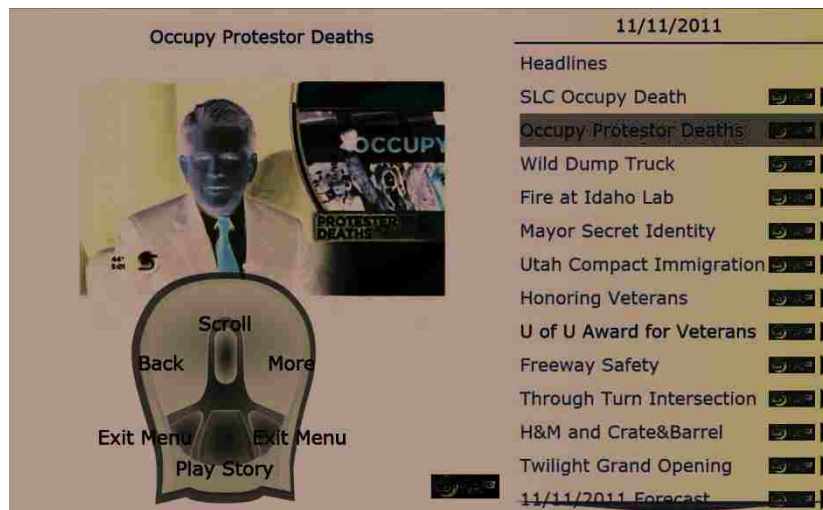 Occupy Protestor Deaths
OCCUPY
PROTESTER
DEATHS
44°
5:01
Scroll
Back
More
Exit Menu
Exit Menu
Play Story
11/11/2011
Headlines
SLC Occupy Death
Occupy Protestor Deaths
Wild Dump Truck
Fire at Idaho Lab
Mayor Secret Identity
Utah Compact Immigration
Honoring Veterans
U of U Award for Veterans
Freeway Safety
Through Turn Intersection
H&M and Crate&Barrel
Twilight Grand Opening
11/11/2011 Forecast